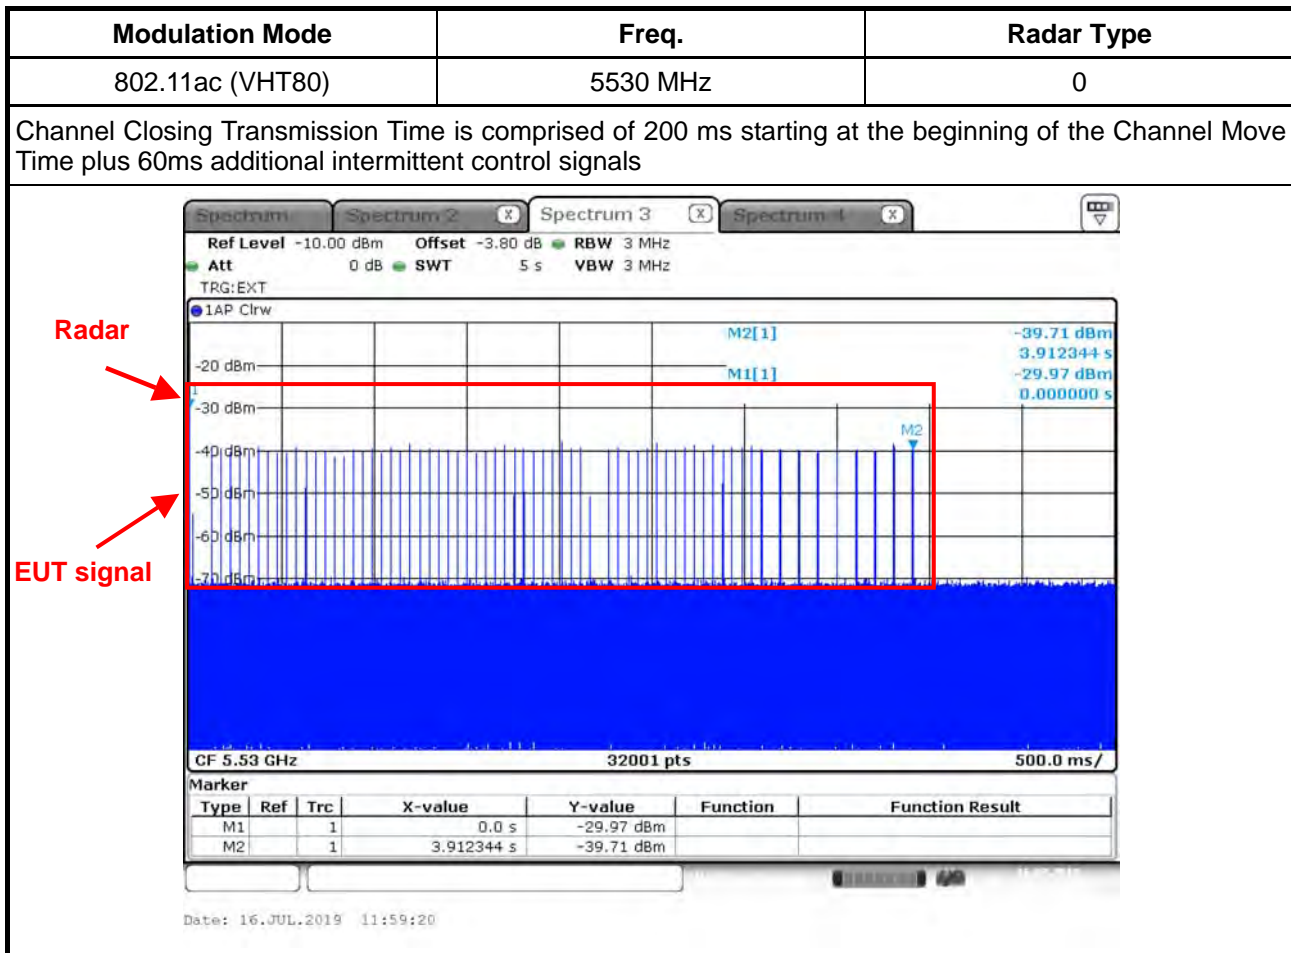 Modulation Mode Freq. Radar Type
802.11ac (VHT80) 5530 MHz 0
Channel Closing Transmission Time is comprised of 200 ms starting at the beginning of the Channel Move
Time plus 60ms additional intermittent control signals
Spectrum Spectrum 2 X Spectrum 3 X Spectrum 4 X
Ref Level -10.00 dBm Offset -3.80 dB RBW 3 MHz
Att 0 dB SWT 5 s VBW 3 MHz
TRG:EXT
1AP Clrw
Radar
M2[1] -39.71 dBm
3.912344 s
-20 dBm
M1[1] -29.97 dBm
0.000000 s
-30 dBm
M2
-40 dBm
-50 dBm
-60 dBm
EUT signal
-70 dBm
CF 5.53 GHz 32001 pts 500.0 ms/
Marker
Type Ref Trc X-value Y-value Function Function Result
M1 1 0.0 s -29.97 dBm
M2 1 3.912344 s -39.71 dBm
Date: 16.JUL.2019 11:59:20